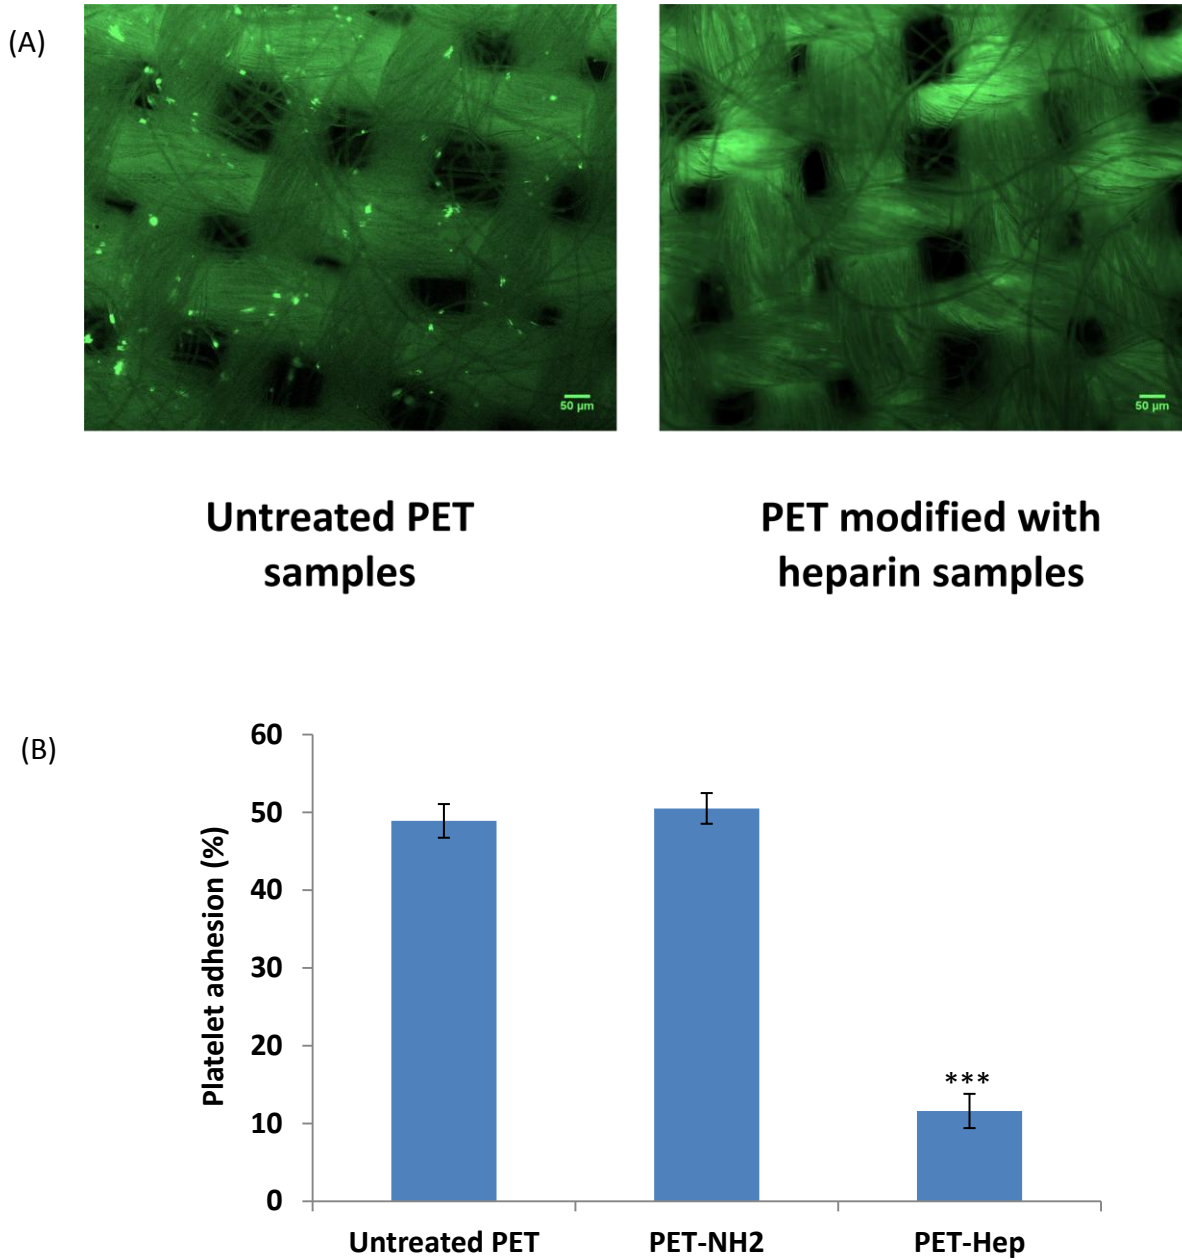 (A)
50 µm
50 µm
Untreated PET
samples
PET modified with
heparin samples
(B)
Platelet adhesion (%)
60
50
40
30
20
10
0
***
Untreated PET
PET-NH2
PET-Hep